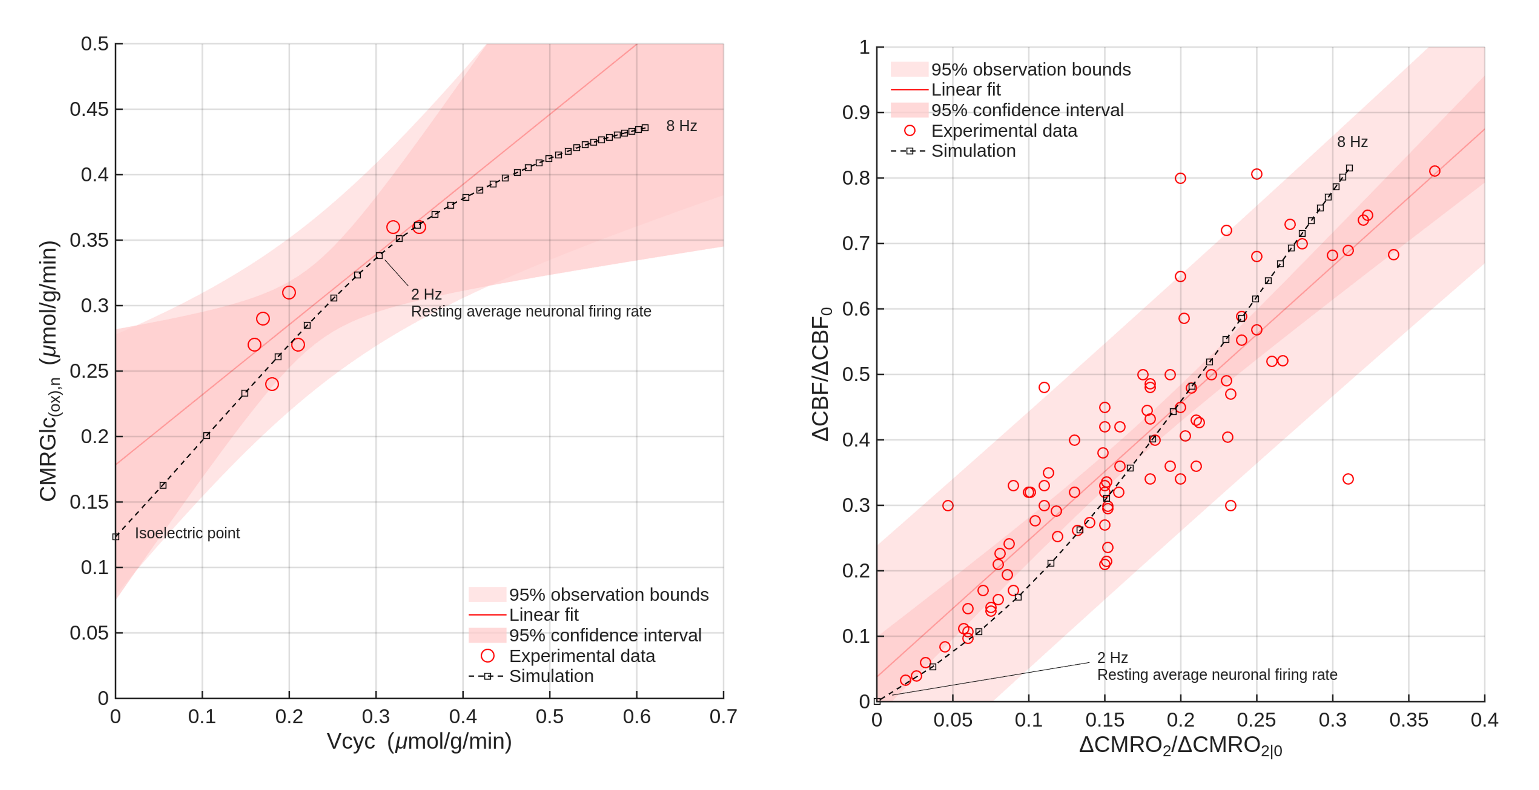 0.5
0.45
0.4
0.35
0.3
0.25
0.2
0.15
0.1
0.05
0
0 0.1 0.2 0.3 0.4 0.5 0.6 0.7
CMRGlc(ox),n (μmol/g/min)
Vcyc (μmol/g/min)
8 Hz
2 Hz
Resting average neuronal firing rate
Isoelectric point
95% observation bounds
Linear fit
95% confidence interval
Experimental data
Simulation
1
0.9
0.8
0.7
0.6
0.5
0.4
0.3
0.2
0.1
0
0 0.05 0.1 0.15 0.2 0.25 0.3 0.35 0.4
ΔCBF/ΔCBF0
ΔCMRO2/ΔCMRO2|0
95% observation bounds
Linear fit
95% confidence interval
Experimental data
Simulation
8 Hz
2 Hz
Resting average neuronal firing rate